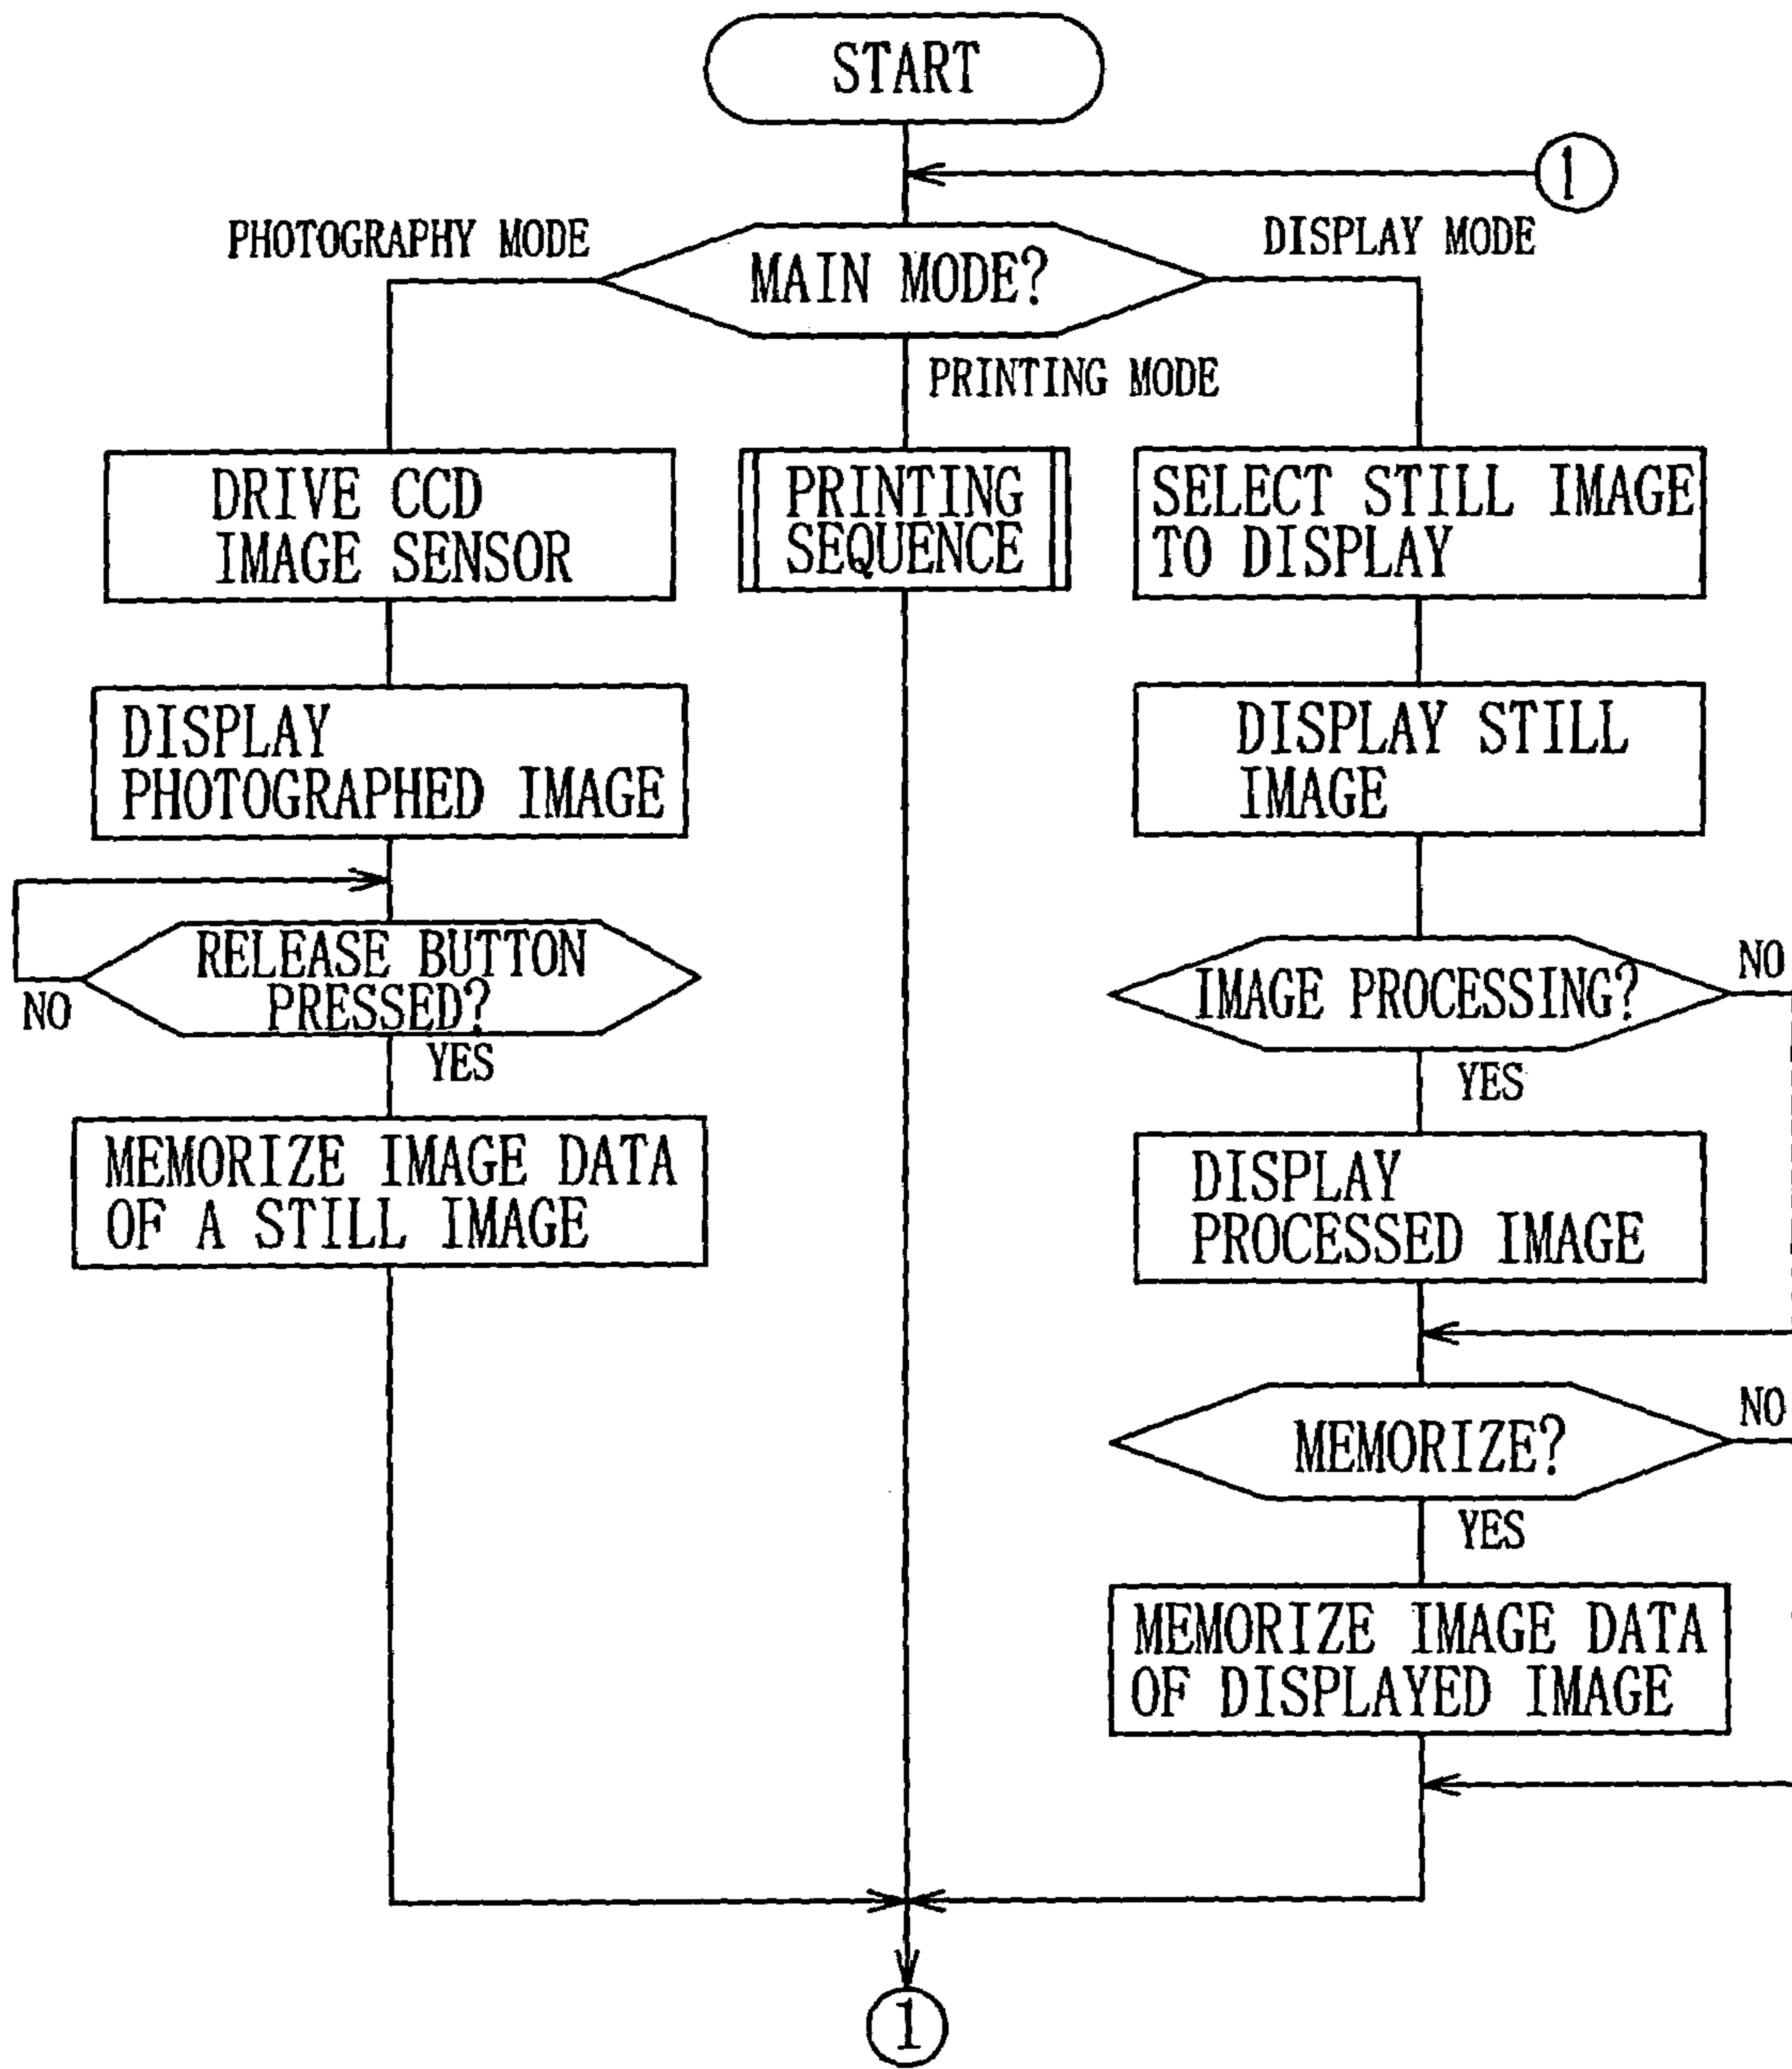 START
1
PHOTOGRAPHY MODE
MAIN MODE?
DISPLAY MODE
PRINTING MODE
DRIVE CCD
IMAGE SENSOR
PRINTING
SEQUENCE
SELECT STILL IMAGE
TO DISPLAY
DISPLAY
PHOTOGRAPHED IMAGE
DISPLAY STILL
IMAGE
RELEASE BUTTON
PRESSED?
NO
YES
IMAGE PROCESSING?
NO
YES
MEMORIZE IMAGE DATA
OF A STILL IMAGE
DISPLAY
PROCESSED IMAGE
MEMORIZE?
NO
YES
MEMORIZE IMAGE DATA
OF DISPLAYED IMAGE
1